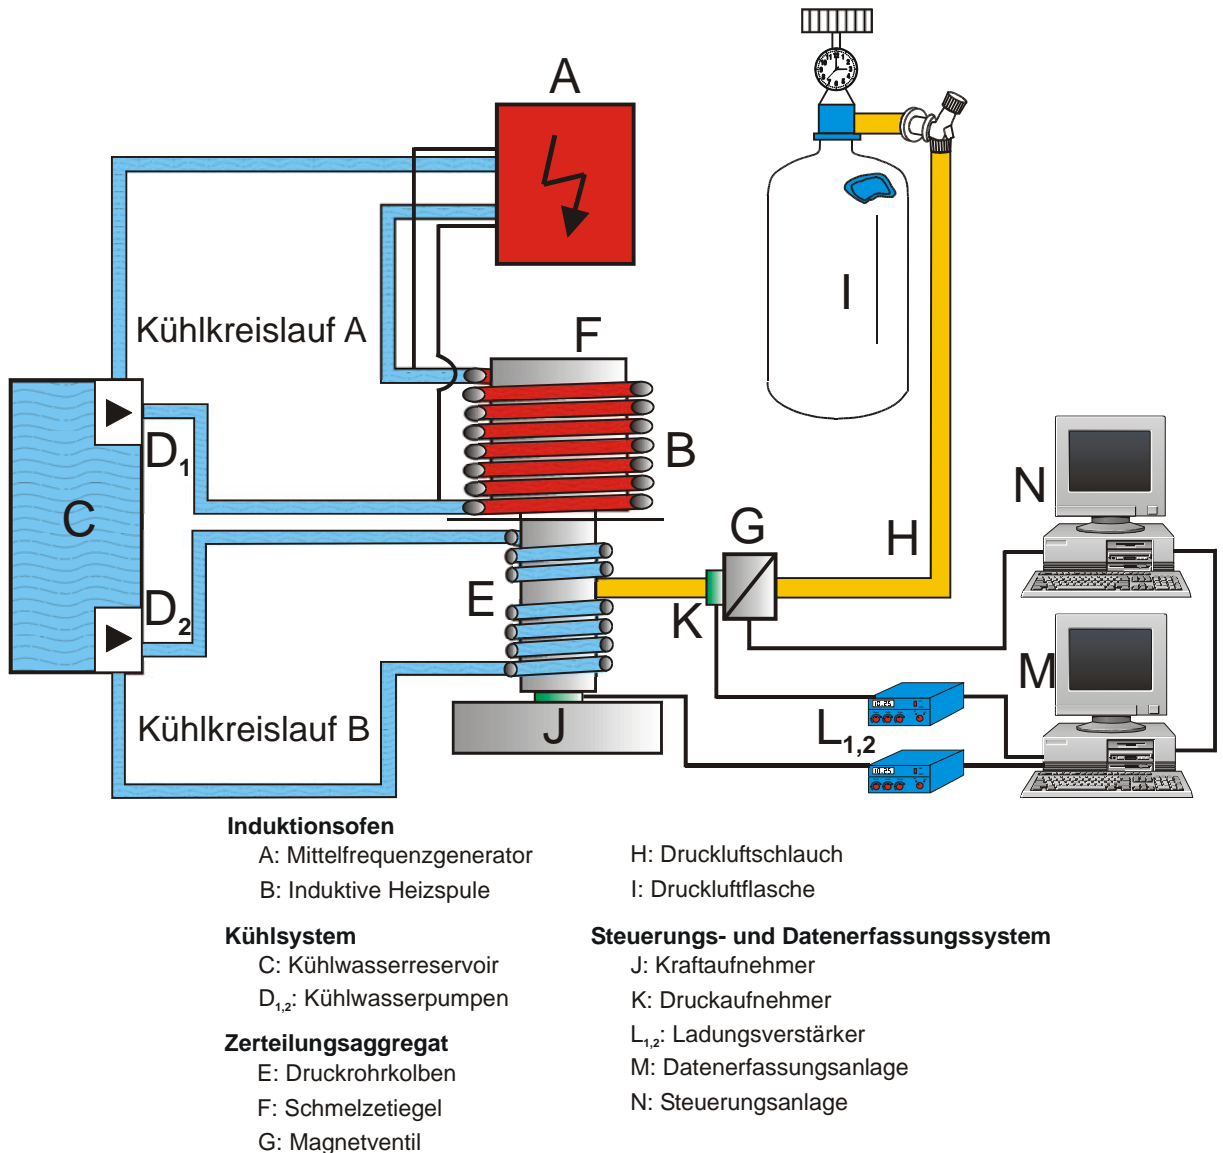 A
I
Kühlkreislauf A
F
B
D1
C
N
G
H
E
D2
K
M
Kühlkreislauf B
J
L1,2
Induktionsofen
A: Mittelfrequenzgenerator
B: Induktive Heizspule
Kühlsystem
C: Kühlwasserreservoir
D1,2: Kühlwasserpumpen
Zerteilungsaggregat
E: Druckrohrkolben
F: Schmelzetiegel
G: Magnetventil
H: Druckluftschlauch
I: Druckluftflasche
Steuerungs- und Datenerfassungssystem
J: Kraftaufnehmer
K: Druckaufnehmer
L1,2: Ladungsverstärker
M: Datenerfassungsanlage
N: Steuerungsanlage